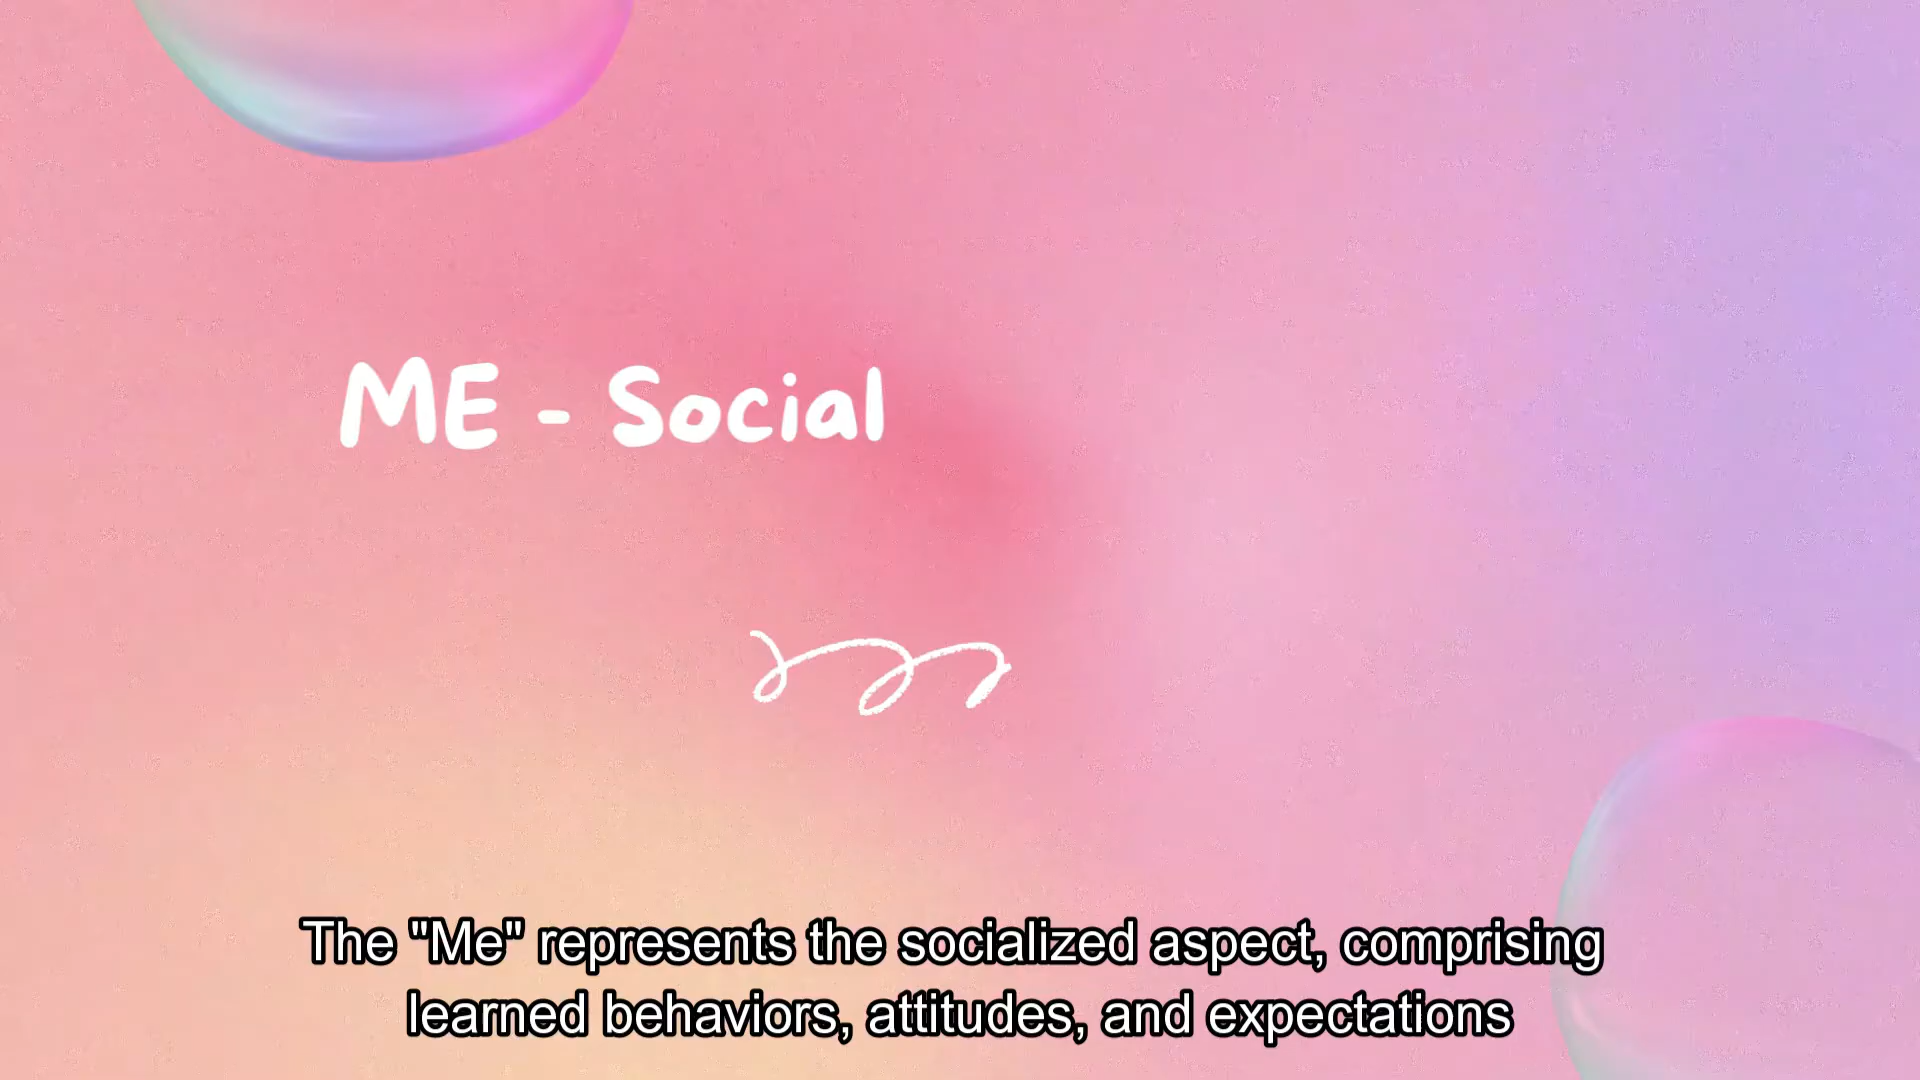 ME - Social
The "Me" represents the socialized aspect, comprising
learned behaviors, attitudes, and expectations